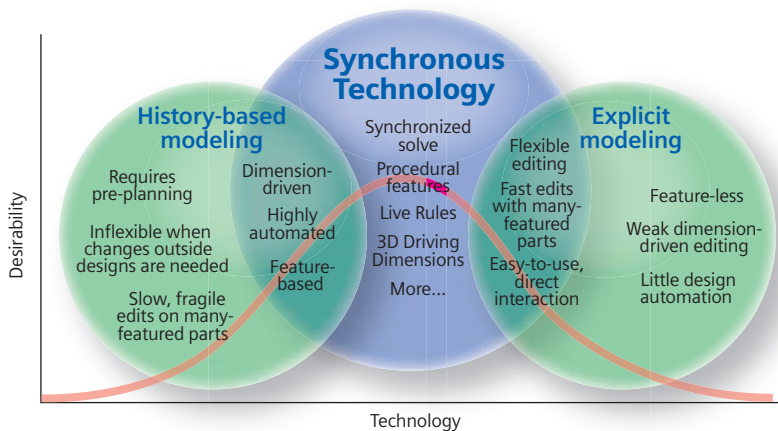 Synchronous
Technology
History-based
modeling
Explicit
modeling
Desirability
Requires
pre-planning
Inflexible when
changes outside
designs are needed
Slow, fragile
edits on many-
featured parts
Dimension-
driven
Highly
automated
Feature-
based
Synchronized
solve
Procedural
features
Live Rules
3D Driving
Dimensions
More...
Flexible
editing
Fast edits
with many-
featured
parts
Easy-to-use,
direct
interaction
Feature-less
Weak dimension-
driven editing
Little design
automation
Technology